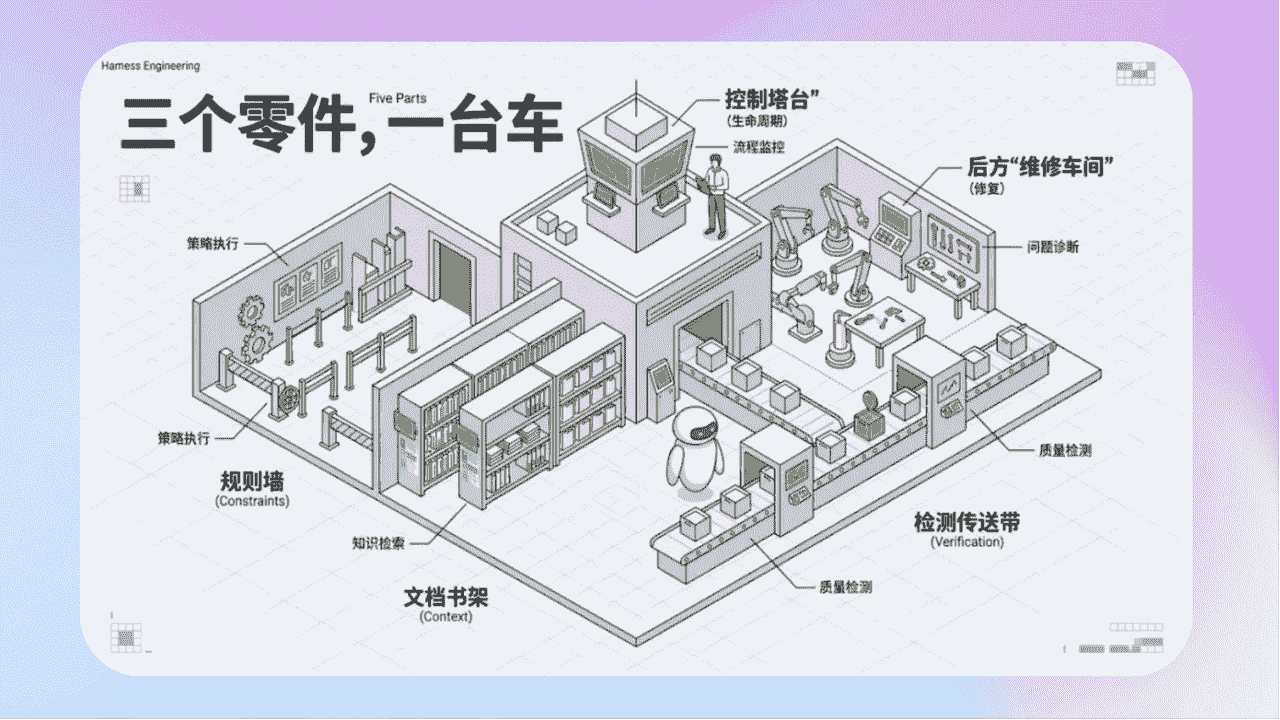 Harness Engineering
三个零件，一台车
Five Parts
控制塔台”
(生命周期)
流程监控
后方“维修车间”
(修复)
问题诊断
策略执行
策略执行
规则墙
(Constraints)
知识检索
文档书架
(Context)
质量检测
检测传送带
(Verification)
质量检测